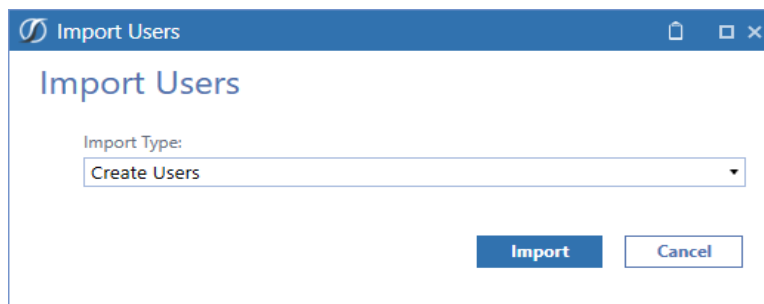 Import Users
Import Users
Import Type:
Create Users
Import Cancel